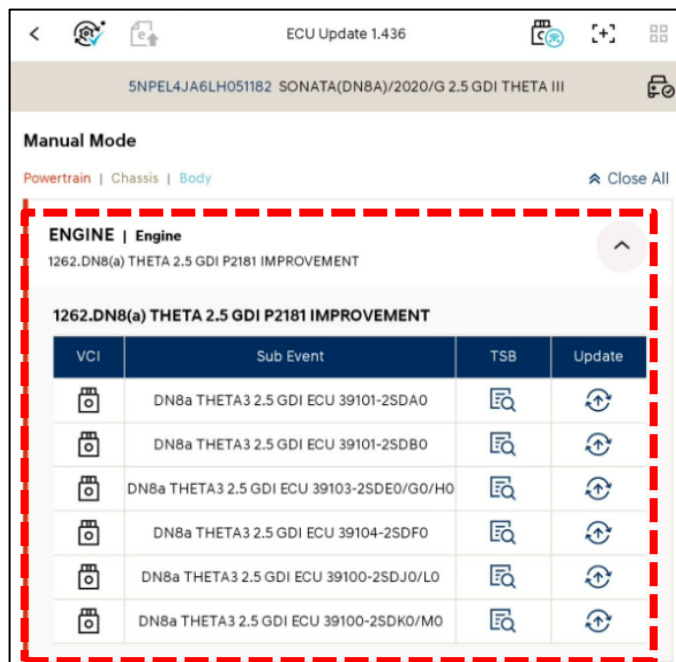 ECU Update 1.436
5NPEL4JA6LH051182 SONATA(DN8A)/2020/G 2.5 GDI THETA III
Manual Mode
Powertrain | Chassis | Body
Close All
ENGINE | Engine
1262.DN8(a) THETA 2.5 GDI P2181 IMPROVEMENT
1262.DN8(a) THETA 2.5 GDI P2181 IMPROVEMENT
VCI Sub Event TSB Update
DN8a THETA3 2.5 GDI ECU 39101-2SDA0
DN8a THETA3 2.5 GDI ECU 39101-2SDB0
DN8a THETA3 2.5 GDI ECU 39103-2SDE0/G0/H0
DN8a THETA3 2.5 GDI ECU 39104-2SDF0
DN8a THETA3 2.5 GDI ECU 39100-2SDJ0/L0
DN8a THETA3 2.5 GDI ECU 39100-2SDK0/M0